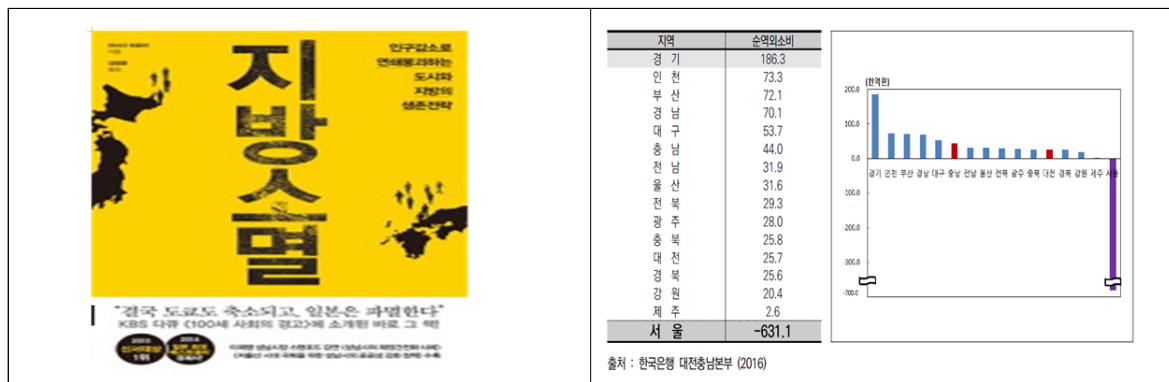 인구감소로
연쇄붕괴하는
도시와
지방의
생존전략
지방소멸
"결국 도쿄도 축소되고, 일본은 파멸한다"
KBS 다큐 <100세 사회의 경고>에 소개된 바로 그 책!
2015
신서대상
1위
2014
지역 순역외소비
경 기 186.3
인 천 73.3
부 산 72.1
경 남 70.1
대 구 53.7
충 남 44.0
전 남 31.9
울 산 31.6
전 북 29.3
광 주 28.0
충 북 25.8
대 전 25.7
경 북 25.6
강 원 20.4
제 주 2.6
서 울 -631.1
출처 : 한국은행 대전충남본부 (2016)
(천억원)
200.0
100.0
0.0
경기 인천 부산 경남 대구 충남 전남 울산 전북 광주 충북 대전 경북 강원 제주 서울
-100.0
-200.0
-300.0
-700.0